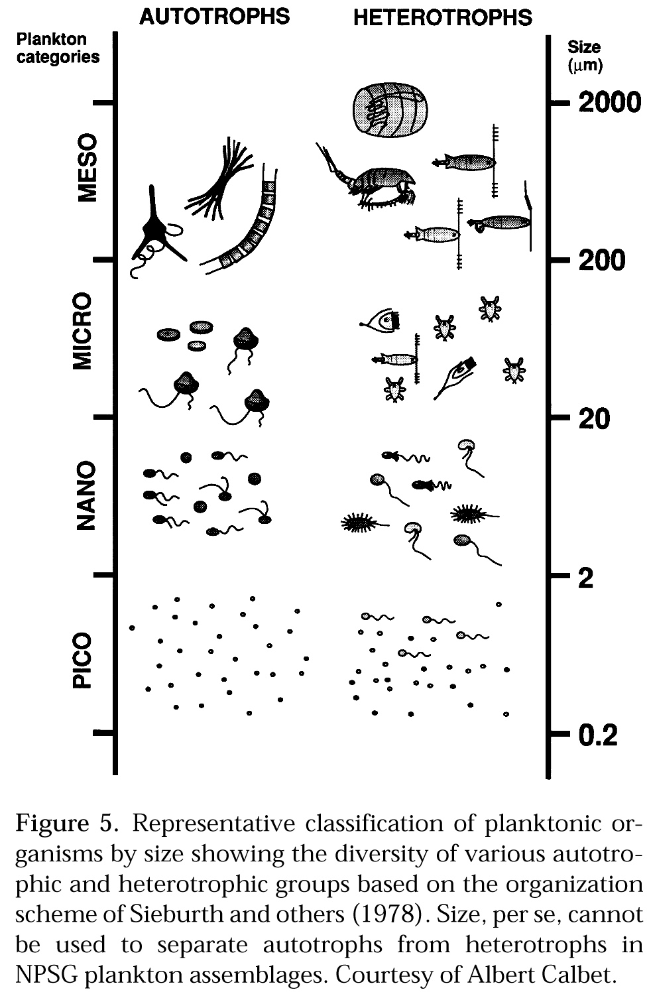 AUTOTROPHS
HETEROTROPHS
Plankton
categories
Size
(μm)
2000
MESO
200
MICRO
20
NANO
2
PICO
0.2
Figure 5. Representative classification of planktonic or-
ganisms by size showing the diversity of various autotro-
phic and heterotrophic groups based on the organization
scheme of Sieburth and others (1978). Size, per se, cannot
be used to separate autotrophs from heterotrophs in
NPSG plankton assemblages. Courtesy of Albert Calbet.